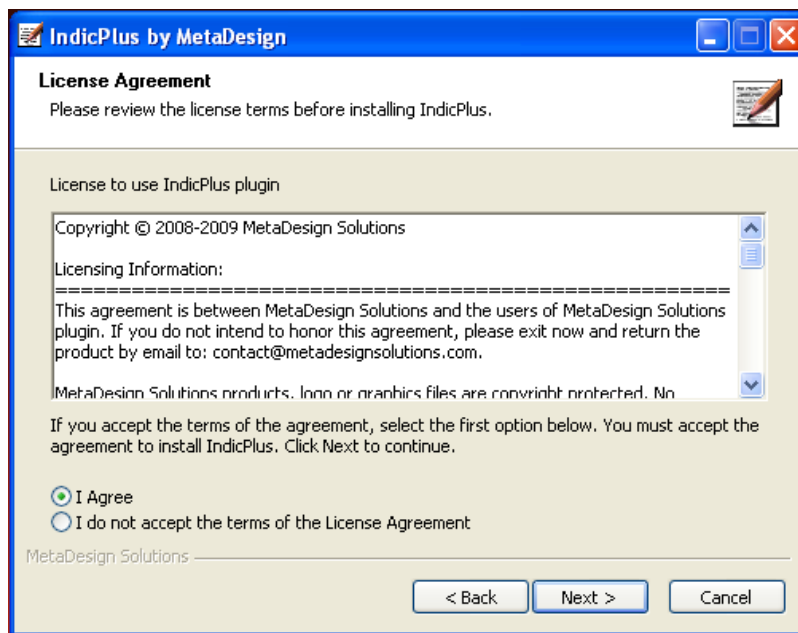 IndicPlus by MetaDesign
License Agreement
Please review the license terms before installing IndicPlus.
License to use IndicPlus plugin
Copyright © 2008-2009 MetaDesign Solutions
Licensing Information:
=====================================================
This agreement is between MetaDesign Solutions and the users of MetaDesign Solutions
plugin. If you do not intend to honor this agreement, please exit now and return the
product by email to: contact@metadesignsolutions.com.
MetaDesign Solutions products, logo or graphics files are copyright protected. No
If you accept the terms of the agreement, select the first option below. You must accept the
agreement to install IndicPlus. Click Next to continue.
I Agree
I do not accept the terms of the License Agreement
MetaDesign Solutions
< Back
Next >
Cancel